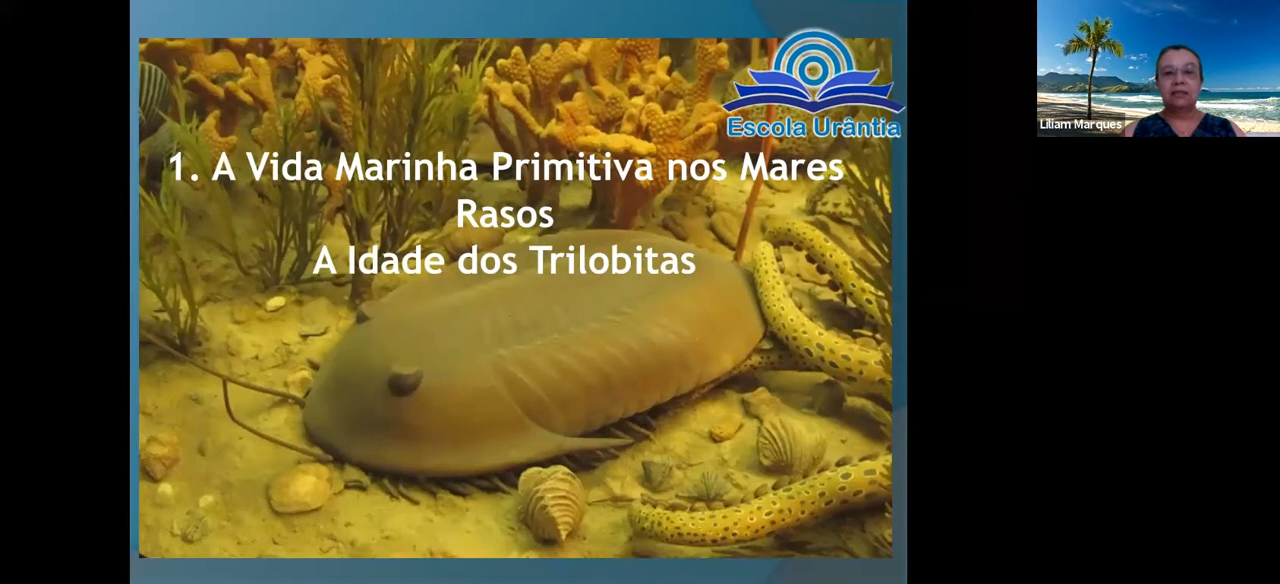 Escola Urântia
1. A Vida Marinha Primitiva nos Mares
Rasos
A Idade dos Trilobitas
Liliam Marques